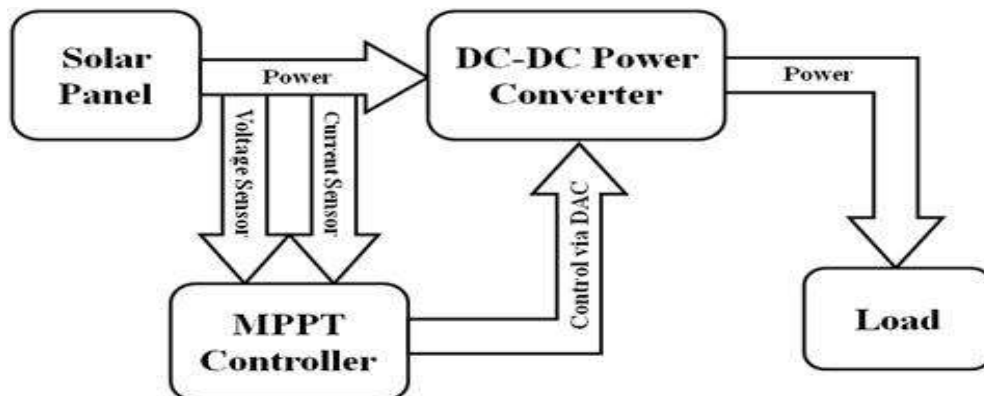 Solar
Panel
Power
DC-DC Power
Converter
Power
Voltage Sensor
Current Sensor
Control via DAC
MPPT
Controller
Load